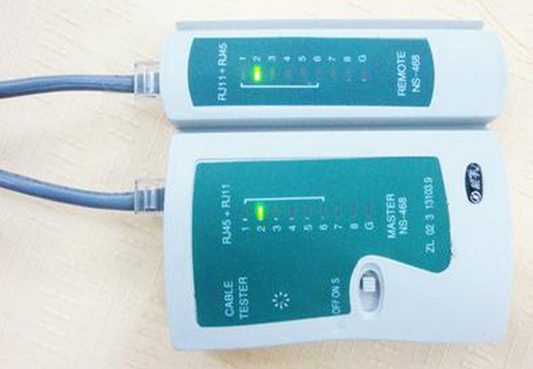 RJ11 + RJ45
1 2 3 4 5 6 7 8 G
REMOTE
NS-468
RJ45 + RJ11
1 2 3 4 5 6 7 8 G
MASTER
NS-468
ZL 02 3 13103.9
CABLE
TESTER
OFF ON S